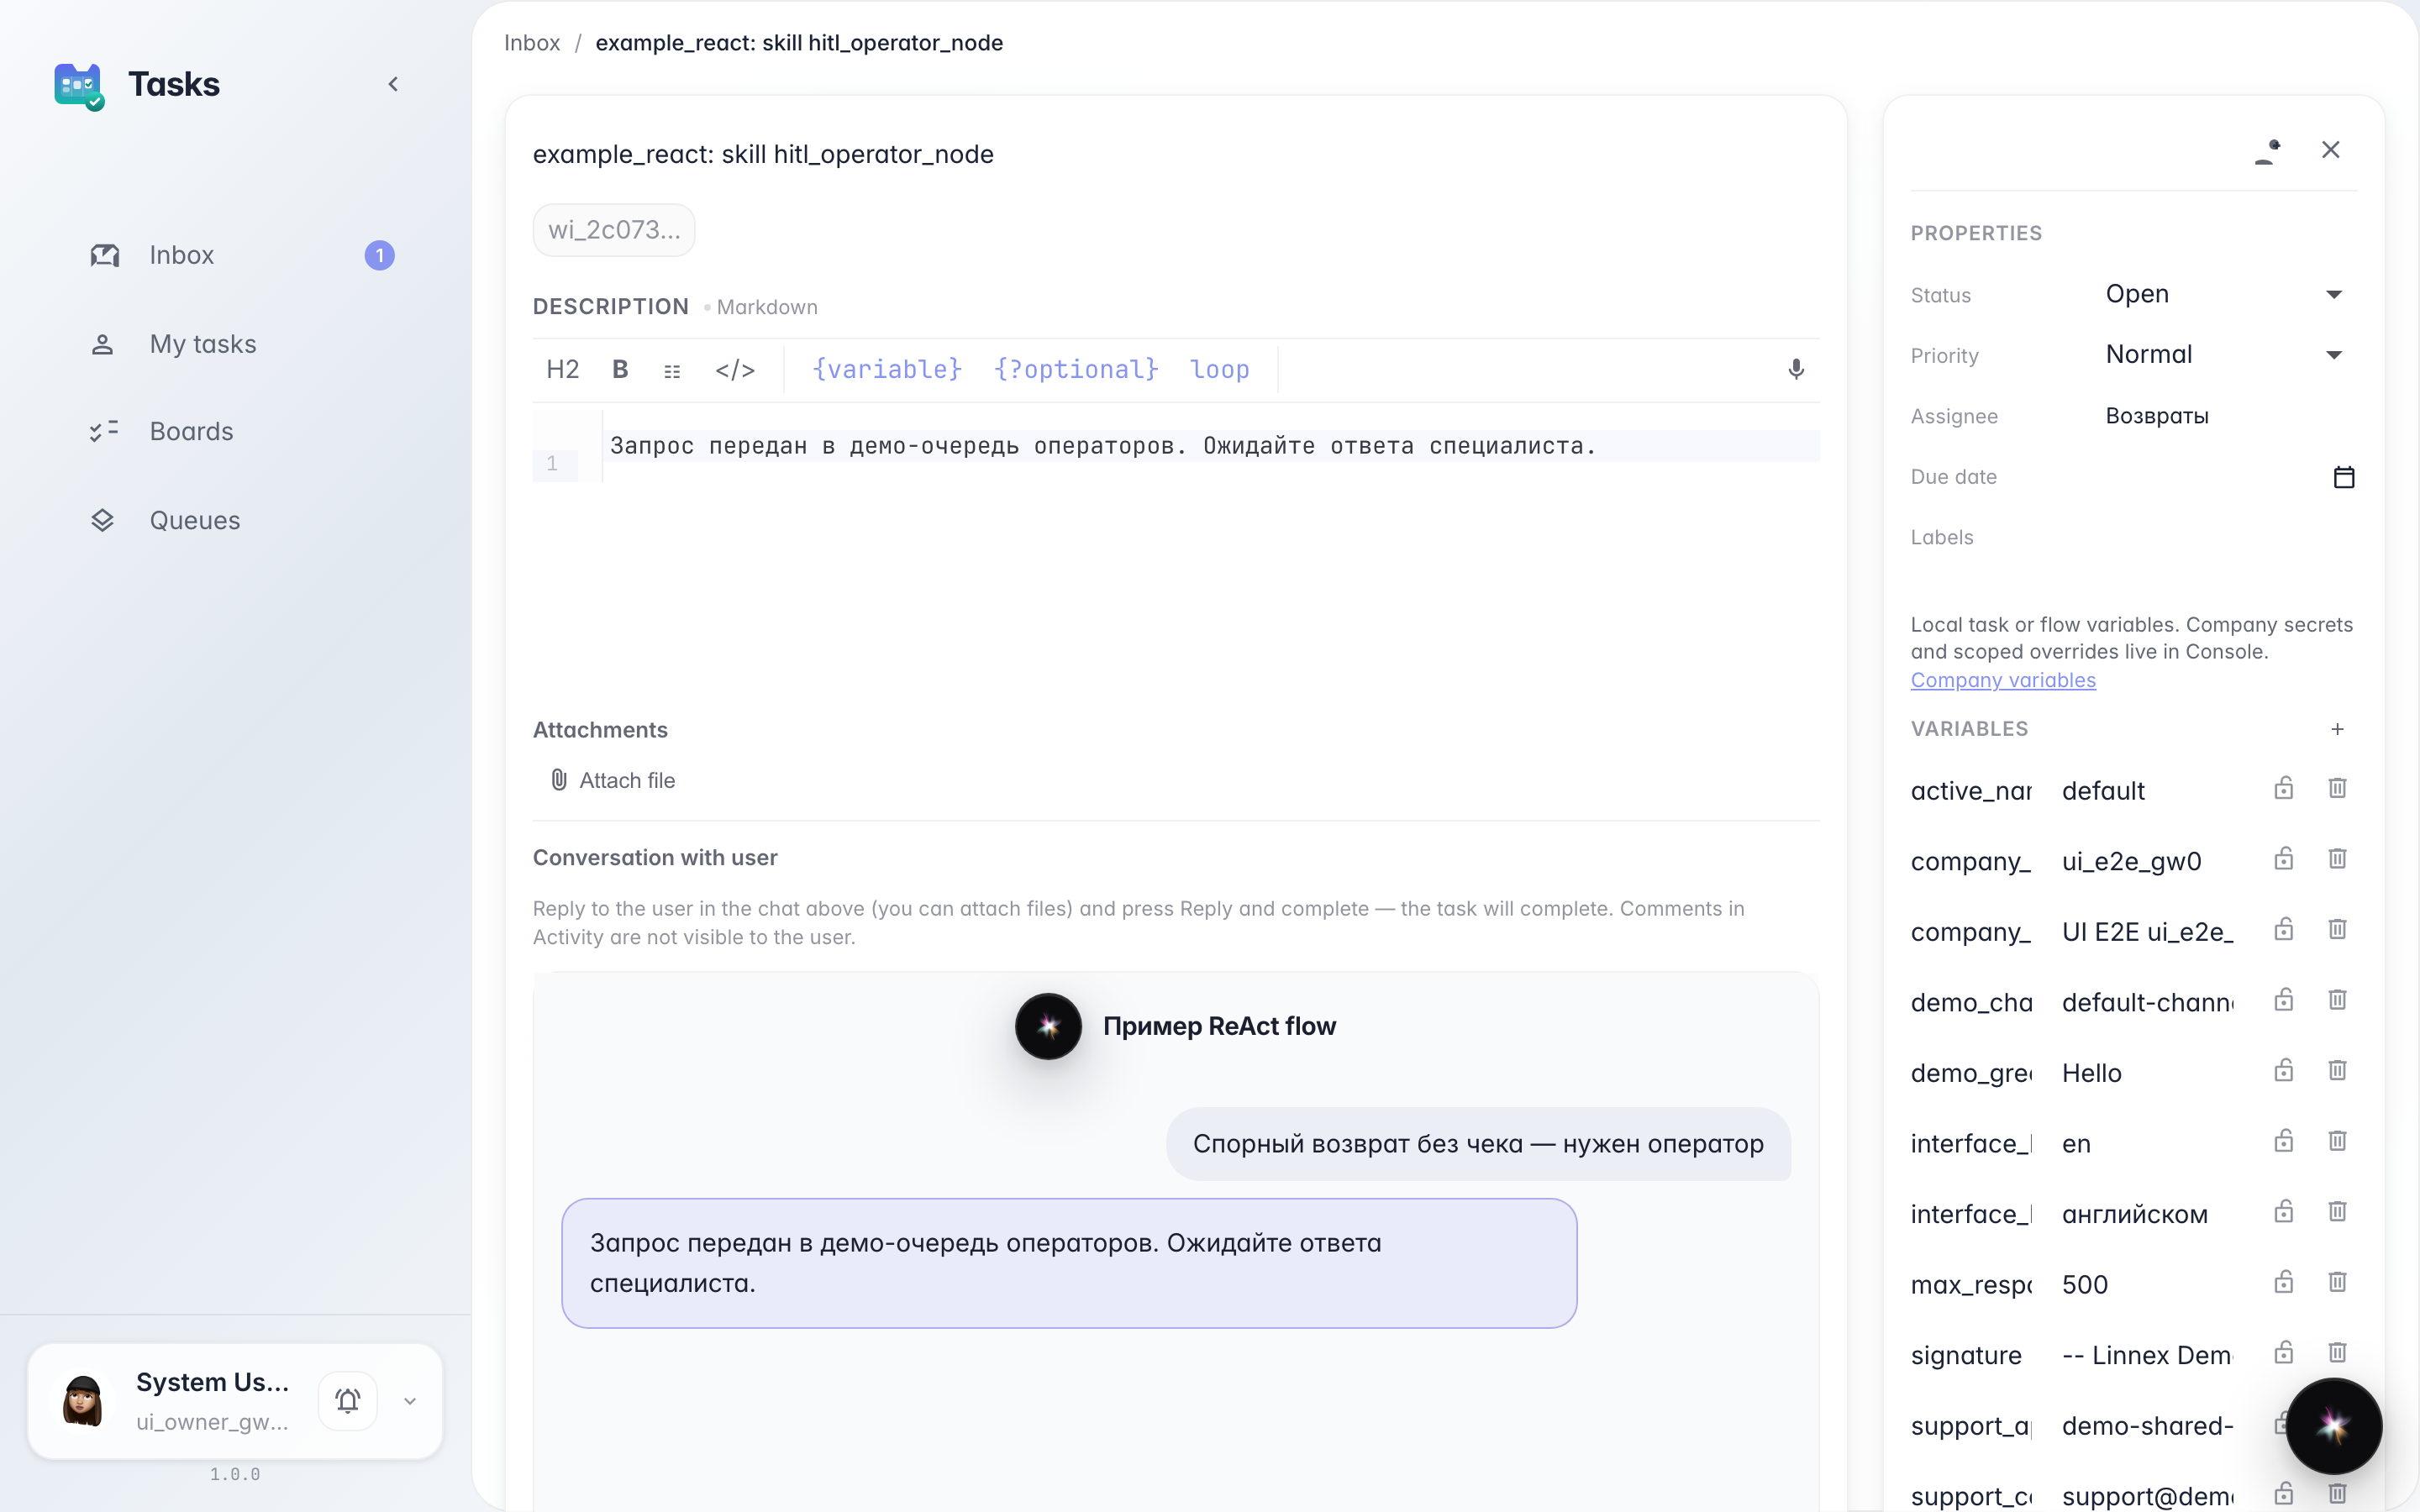 Tasks
Inbox
1
My tasks
Boards
Queues
System Us...
ui_owner_gw...
1.0.0
Inbox / example_react: skill hitl_operator_node
example_react: skill hitl_operator_node
wi_2c073...
DESCRIPTION • Markdown
H2 B </> {variable} {?optional} loop
1
Запрос передан в демо-очередь операторов. Ожидайте ответа специалиста.
Attachments
Attach file
Conversation with user
Reply to the user in the chat above (you can attach files) and press Reply and complete — the task will complete. Comments in
Activity are not visible to the user.
Пример ReAct flow
Спорный возврат без чека — нужен оператор
Запрос передан в демо-очередь операторов. Ожидайте ответа
специалиста.
PROPERTIES
Status Open
Priority Normal
Assignee Возвраты
Due date
Labels
Local task or flow variables. Company secrets
and scoped overrides live in Console.
Company variables
VARIABLES +
active_nar default
company_ ui_e2e_gw0
company_ UI E2E ui_e2e_
demo_cha default-chann
demo_gre Hello
interface_ en
interface_ английском
max_resp 500
signature -- Linnex Dem
support_a demo-shared-
support_c support@dem